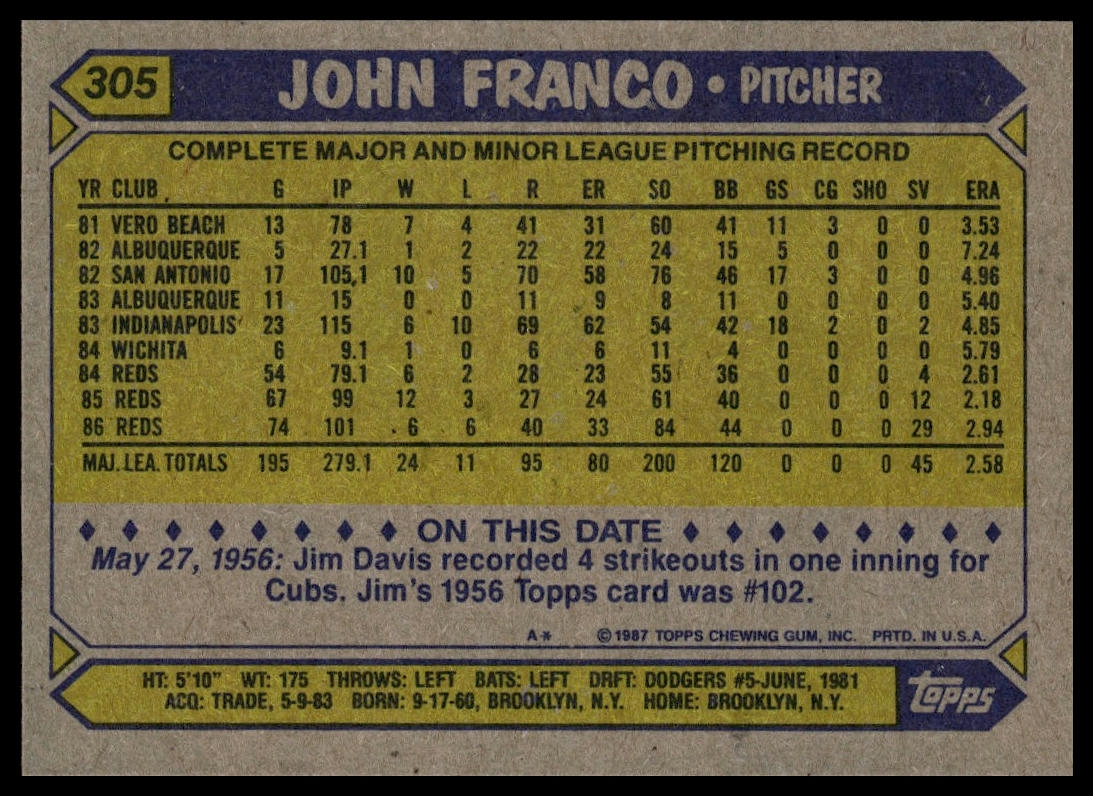 305 JOHN FRANCO • PITCHER
COMPLETE MAJOR AND MINOR LEAGUE PITCHING RECORD
YR CLUB G IP W L R ER SO BB GS CG SHO SV ERA
81 VERO BEACH 13 78 7 4 41 31 60 41 11 3 0 0 3.53
82 ALBUQUERQUE 5 27.1 1 2 22 22 24 15 5 0 0 0 7.24
82 SAN ANTONIO 17 105.1 10 5 70 58 76 46 17 3 0 0 4.96
83 ALBUQUERQUE 11 15 0 0 11 9 8 11 0 0 0 0 5.40
83 INDIANAPOLIS 23 115 6 10 69 62 54 42 18 2 0 2 4.85
84 WICHITA 6 9.1 1 0 6 6 11 4 0 0 0 0 5.79
84 REDS 54 79.1 6 2 28 23 55 36 0 0 0 4 2.61
85 REDS 67 99 12 3 27 24 61 40 0 0 0 12 2.18
86 REDS 74 101 6 6 40 33 84 44 0 0 0 29 2.94
MAJ. LEA. TOTALS 195 279.1 24 11 95 80 200 120 0 0 0 45 2.58
♦ ♦ ♦ ♦ ♦ ♦ ♦ ♦ ON THIS DATE ♦ ♦ ♦ ♦ ♦ ♦ ♦ ♦
May 27, 1956: Jim Davis recorded 4 strikeouts in one inning for
Cubs. Jim's 1956 Topps card was #102.
A* © 1987 TOPPS CHEWING GUM, INC. PRTD. IN U.S.A.
HT: 5'10" WT: 175 THROWS: LEFT BATS: LEFT DRFT: DODGERS #5-JUNE, 1981
ACQ: TRADE, 5-9-83 BORN: 9-17-60, BROOKLYN, N.Y. HOME: BROOKLYN, N.Y.
topps